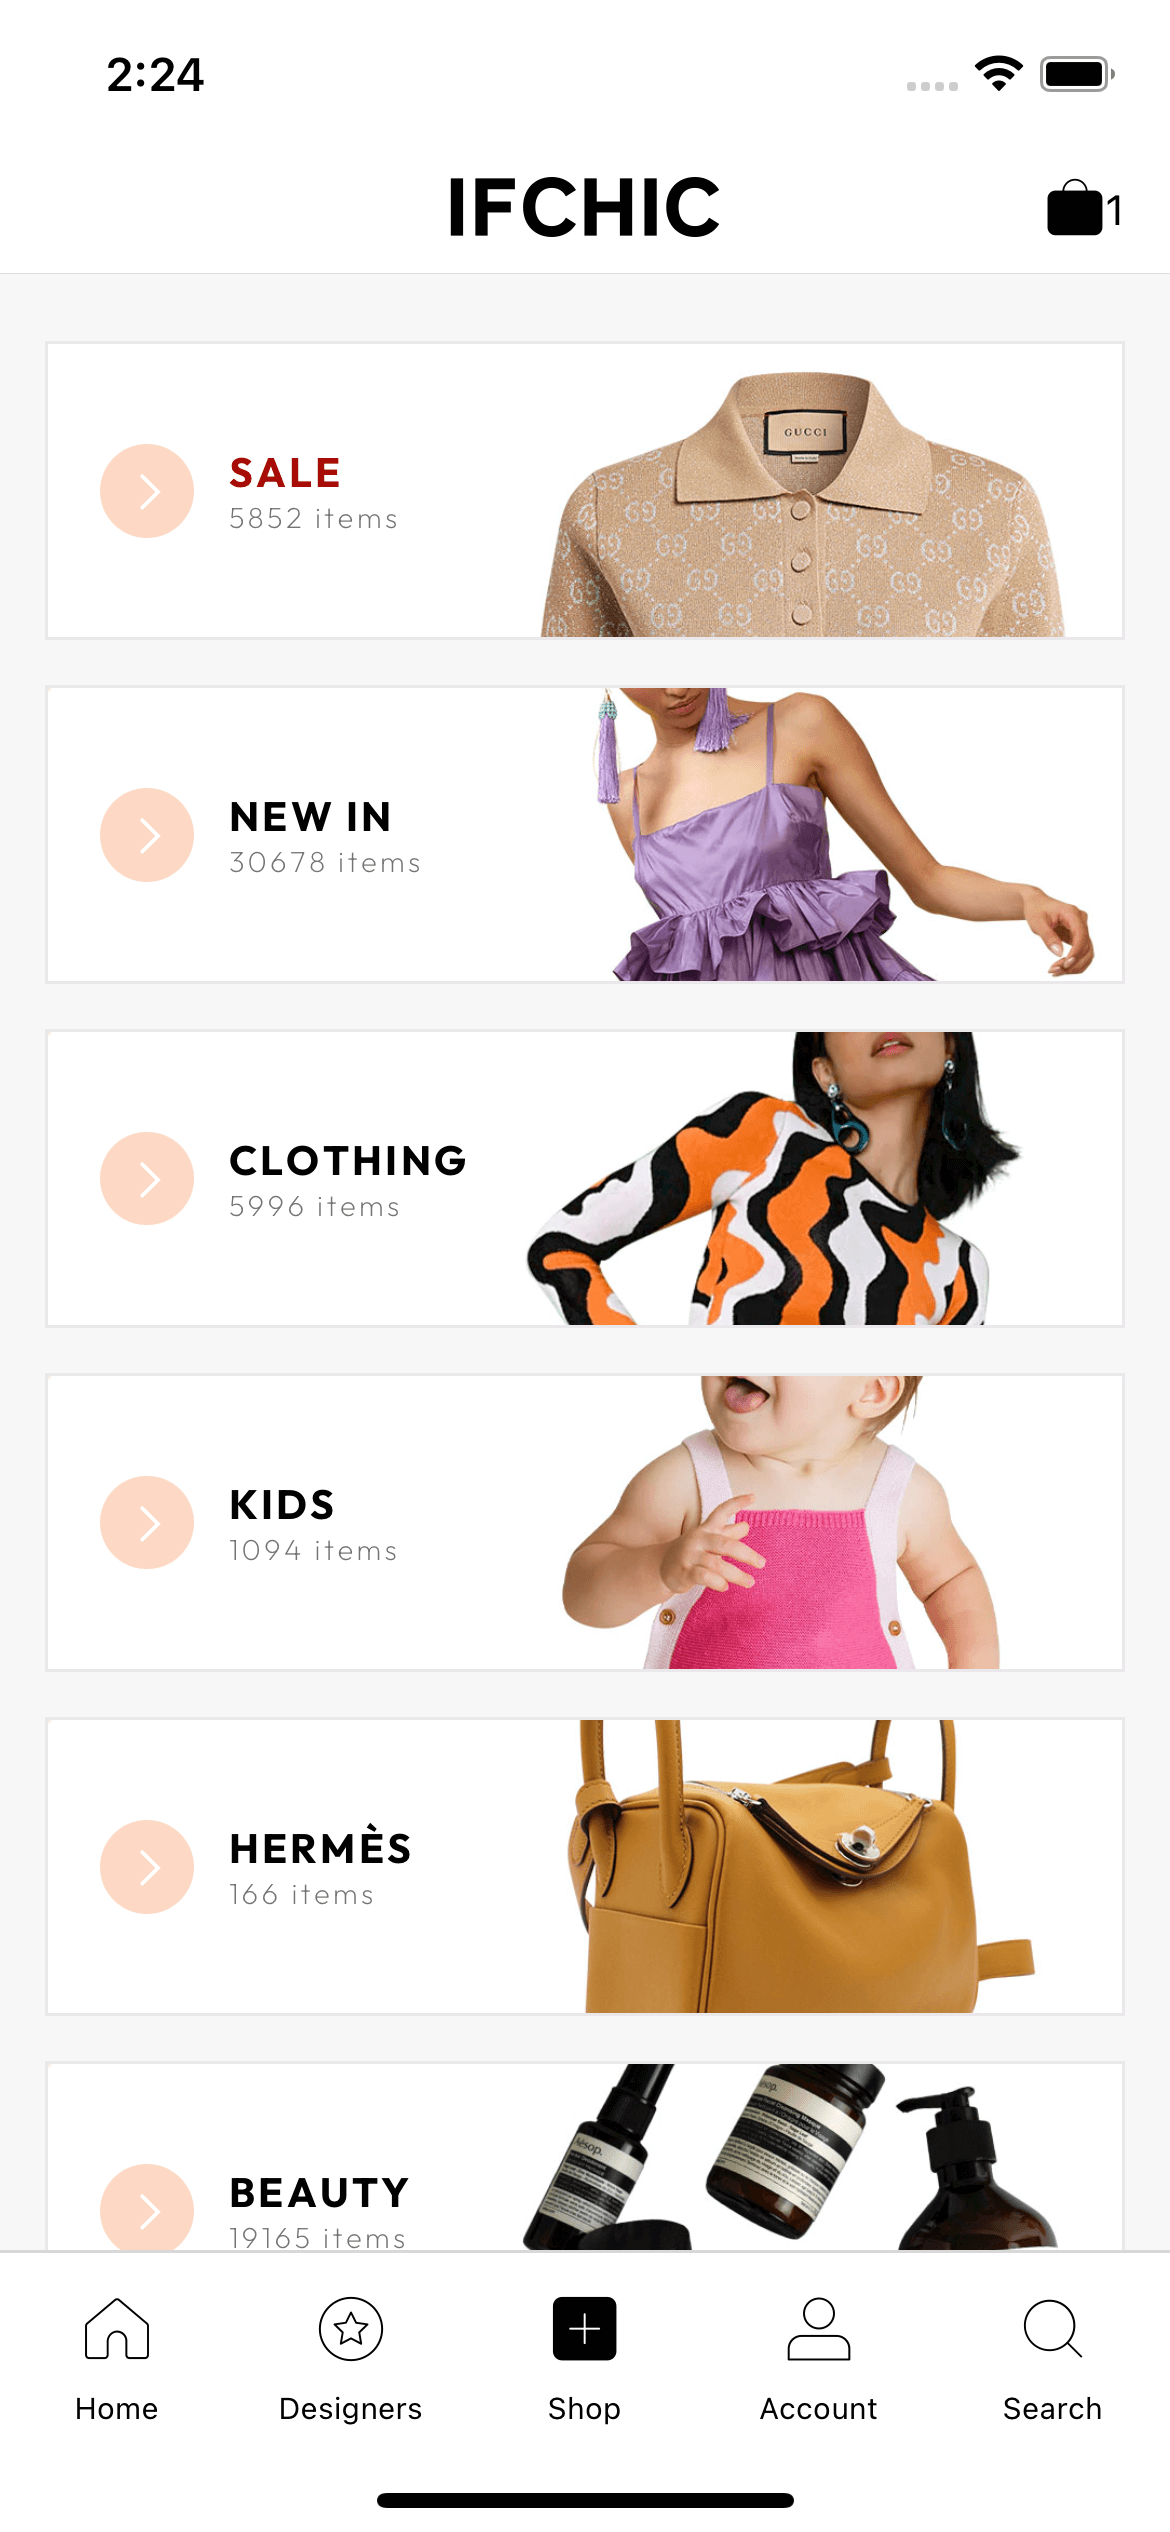 2:24
IFCHIC
1
GUCCI
SALE
5852 items
NEW IN
30678 items
CLOTHING
5996 items
KIDS
1094 items
HERMÈS
166 items
Aesop.
BEAUTY
19165 items
Home
Designers
Shop
Account
Search